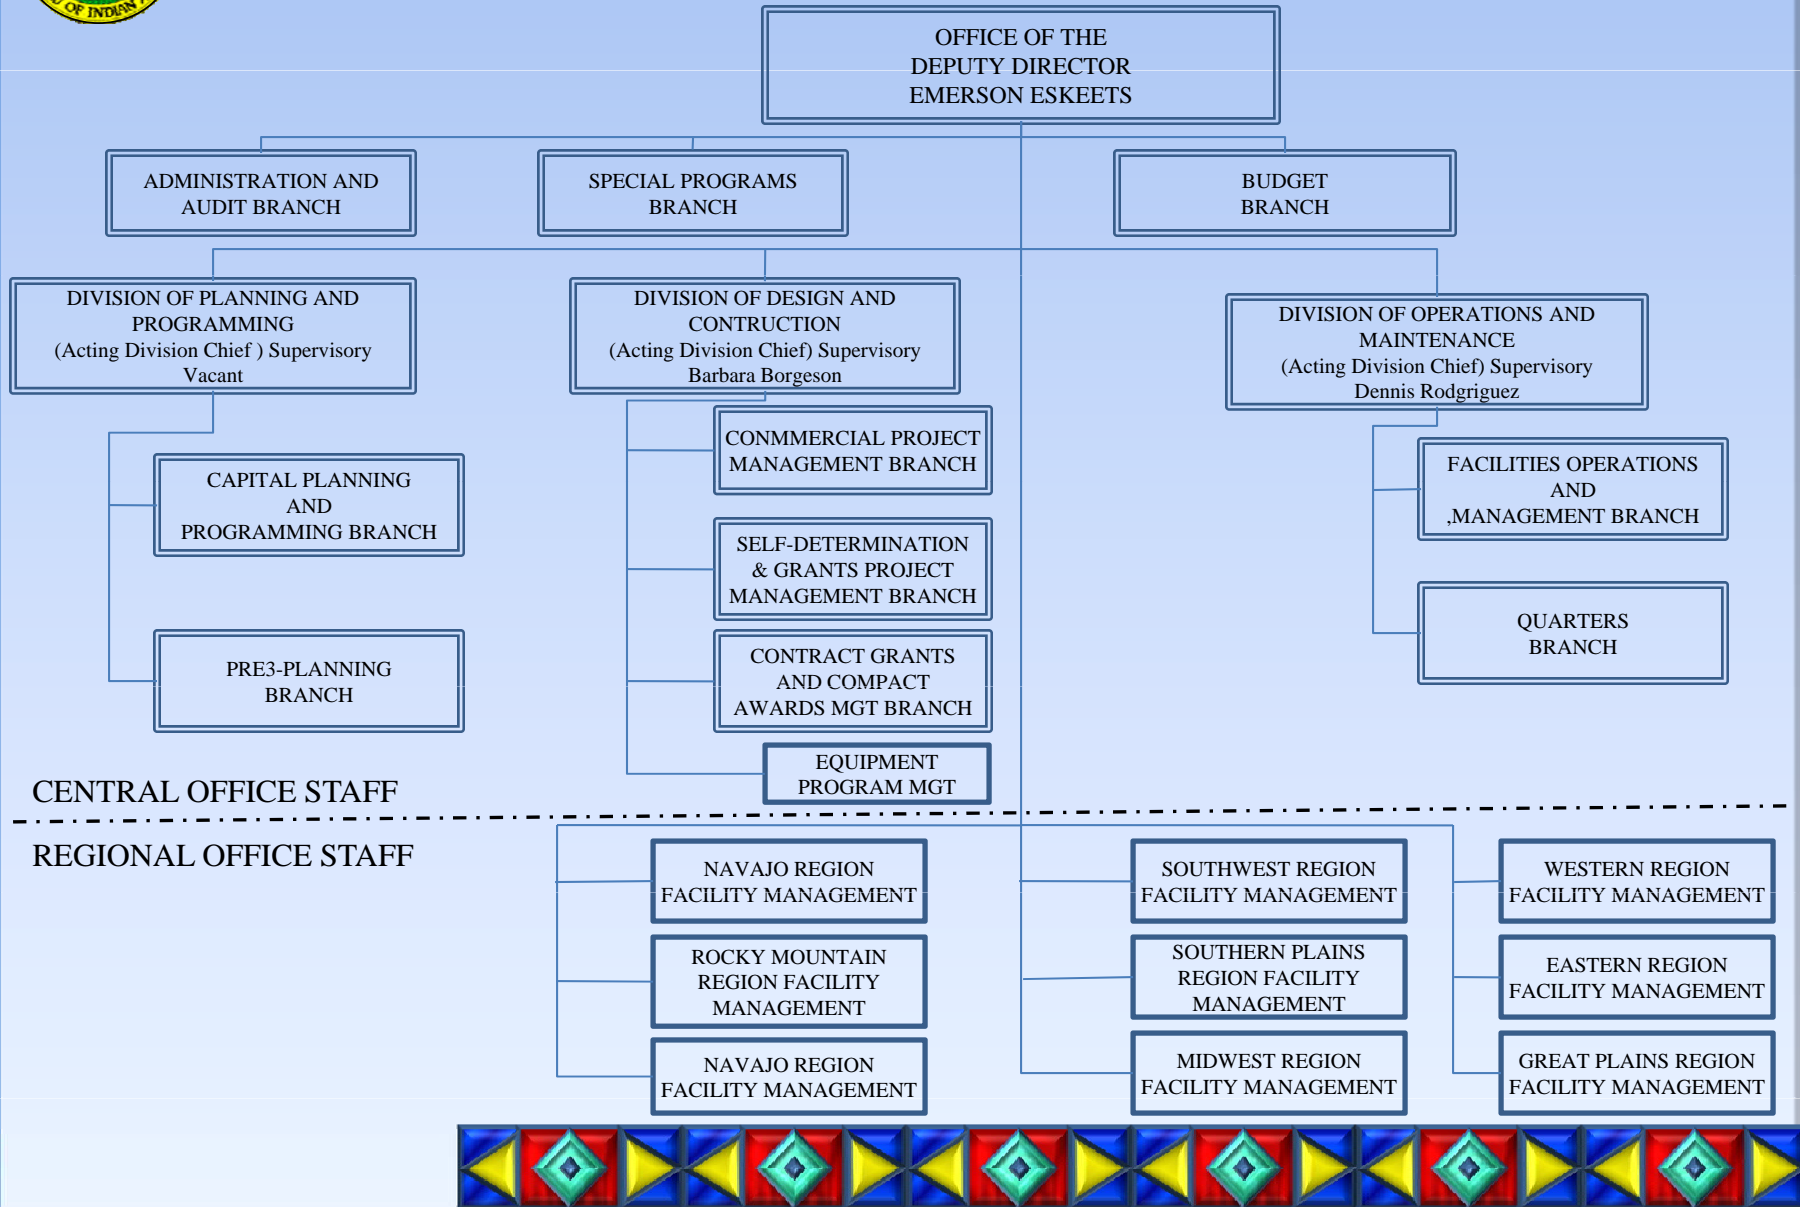 OF INDIAN
OFFICE OF THE
DEPUTY DIRECTOR
EMERSON ESKEETS
ADMINISTRATION AND
AUDIT BRANCH
SPECIAL PROGRAMS
BRANCH
BUDGET
BRANCH
DIVISION OF PLANNING AND
PROGRAMMING
(Acting Division Chief ) Supervisory
Vacant
DIVISION OF DESIGN AND
CONTRUCTION
(Acting Division Chief) Supervisory
Barbara Borgeson
DIVISION OF OPERATIONS AND
MAINTENANCE
(Acting Division Chief) Supervisory
Dennis Rodgriguez
CAPITAL PLANNING
AND
PROGRAMMING BRANCH
PRE3-PLANNING
BRANCH
CONMMERCIAL PROJECT
MANAGEMENT BRANCH
SELF-DETERMINATION
& GRANTS PROJECT
MANAGEMENT BRANCH
CONTRACT GRANTS
AND COMPACT
AWARDS MGT BRANCH
EQUIPMENT
PROGRAM MGT
FACILITIES OPERATIONS
AND
,MANAGEMENT BRANCH
QUARTERS
BRANCH
CENTRAL OFFICE STAFF
REGIONAL OFFICE STAFF
NAVAJO REGION
FACILITY MANAGEMENT
ROCKY MOUNTAIN
REGION FACILITY
MANAGEMENT
NAVAJO REGION
FACILITY MANAGEMENT
SOUTHWEST REGION
FACILITY MANAGEMENT
SOUTHERN PLAINS
REGION FACILITY
MANAGEMENT
MIDWEST REGION
FACILITY MANAGEMENT
WESTERN REGION
FACILITY MANAGEMENT
EASTERN REGION
FACILITY MANAGEMENT
GREAT PLAINS REGION
FACILITY MANAGEMENT